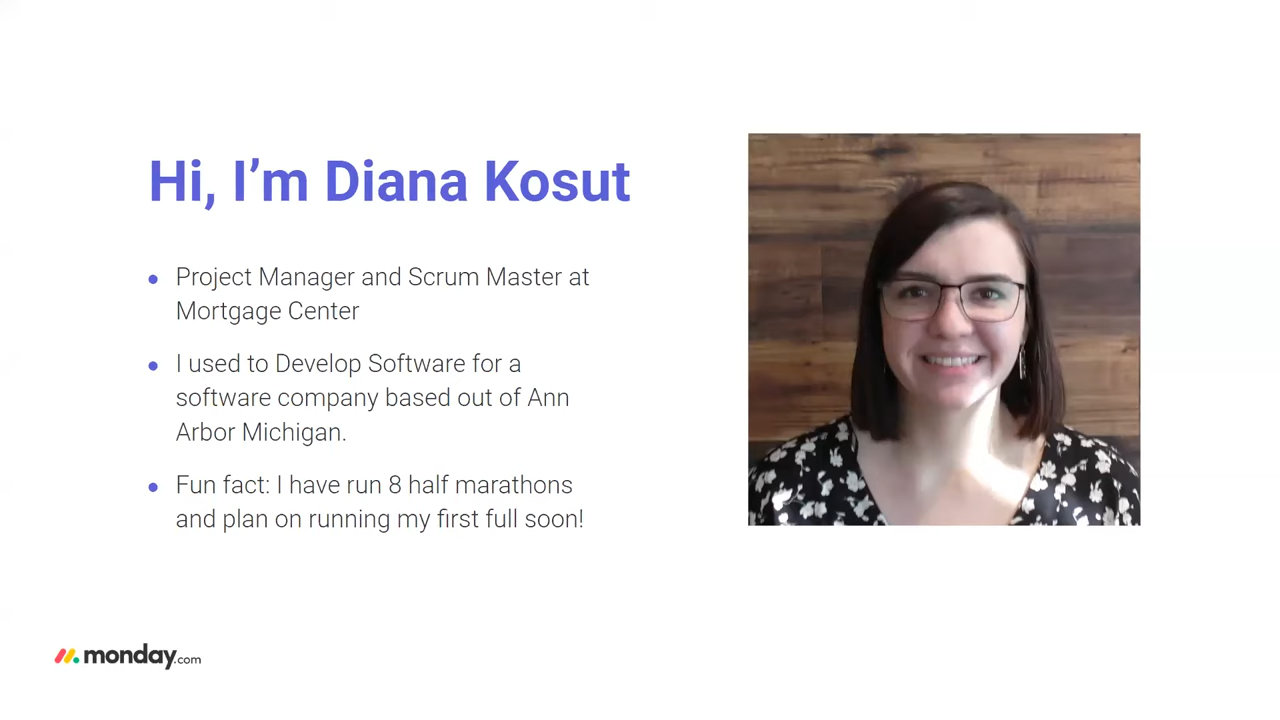 Hi, I’m Diana Kosut
● Project Manager and Scrum Master at
Mortgage Center
● I used to Develop Software for a
software company based out of Ann
Arbor Michigan.
● Fun fact: I have run 8 half marathons
and plan on running my first full soon!
monday.com